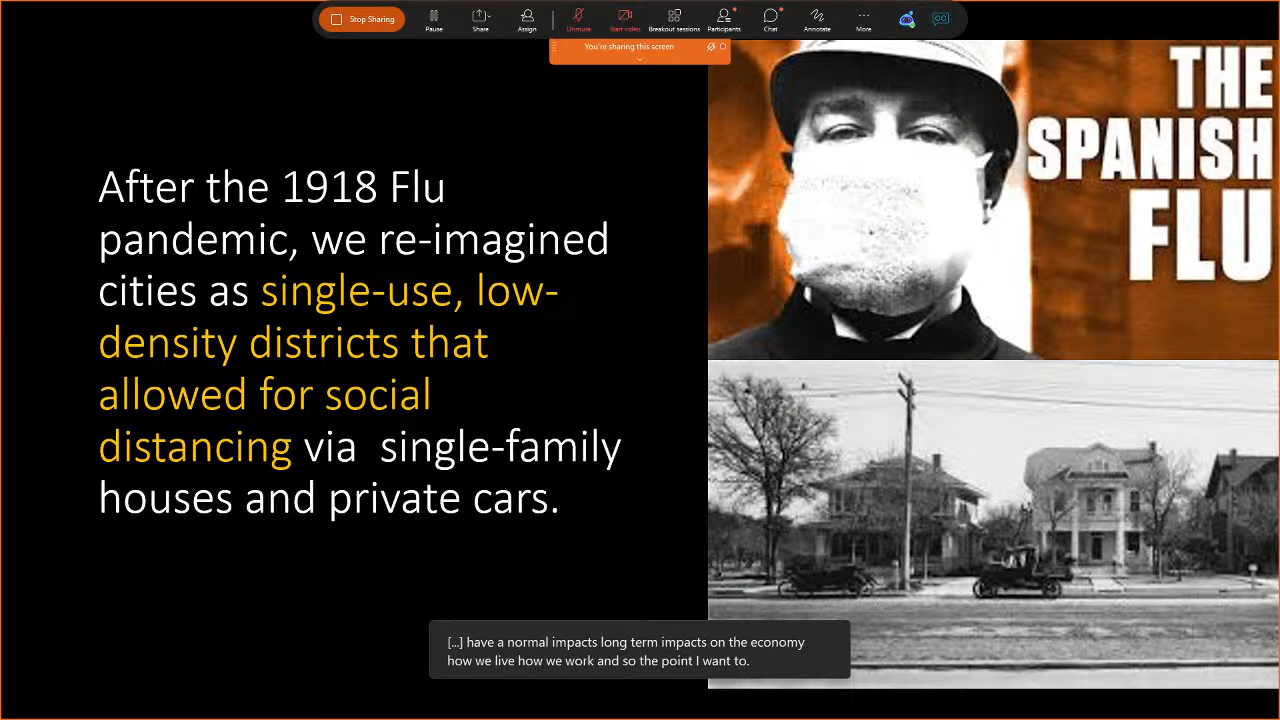 Stop Sharing
Pause
Share
Assign
Unmute
Start video
Breakout sessions
Participants
Chat
Annotate
More
CC
You're sharing this screen
THE
SPANISH
FLU
After the 1918 Flu
pandemic, we re-imagined
cities as single-use, low-
density districts that
allowed for social
distancing via single-family
houses and private cars.
[...] have a normal impacts long term impacts on the economy
how we live how we work and so the point I want to.